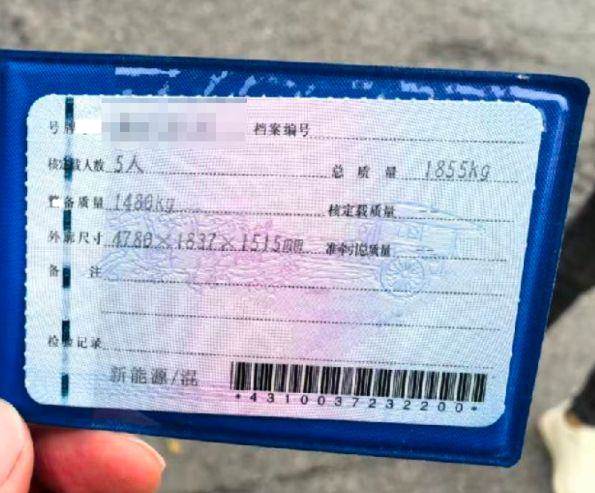 号牌 档案编号
核定载人数 5人 总质量 1855kg
整备质量 1480kg 核定载质量 --
外廓尺寸 4780×1837×1515mm 准牵引总质量 --
备注
检验记录
新能源/混
*4310037232200*